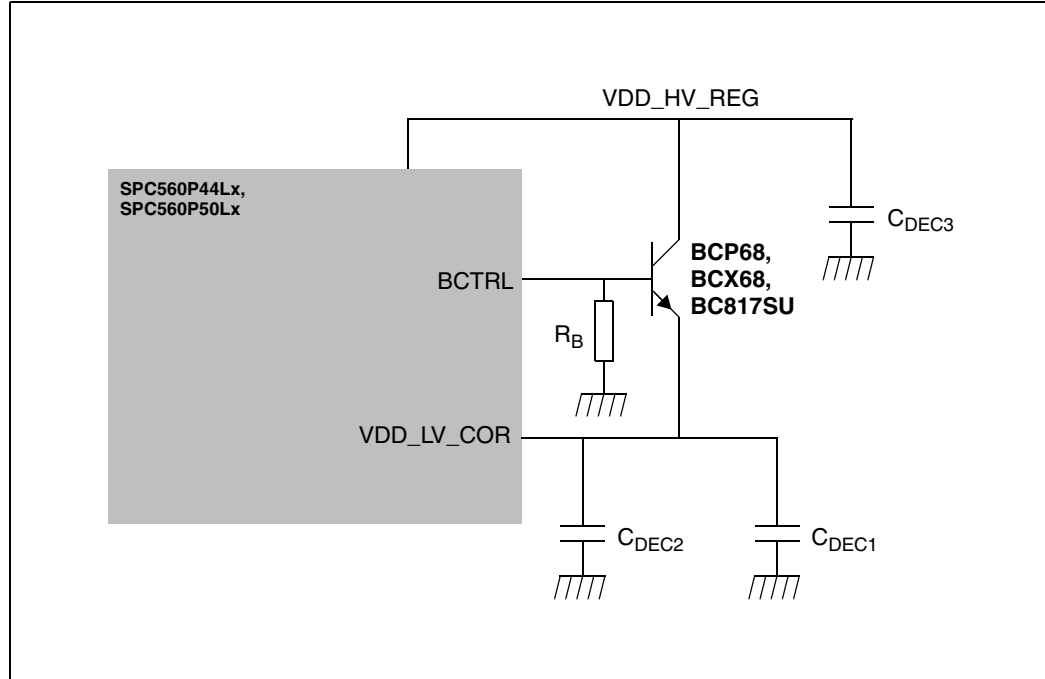 VDD_HV_REG
SPC560P44Lx,
SPC560P50Lx
C_DEC3
BCP68,
BCX68,
BC817SU
BCTRL
R_B
VDD_LV_COR
C_DEC2
C_DEC1